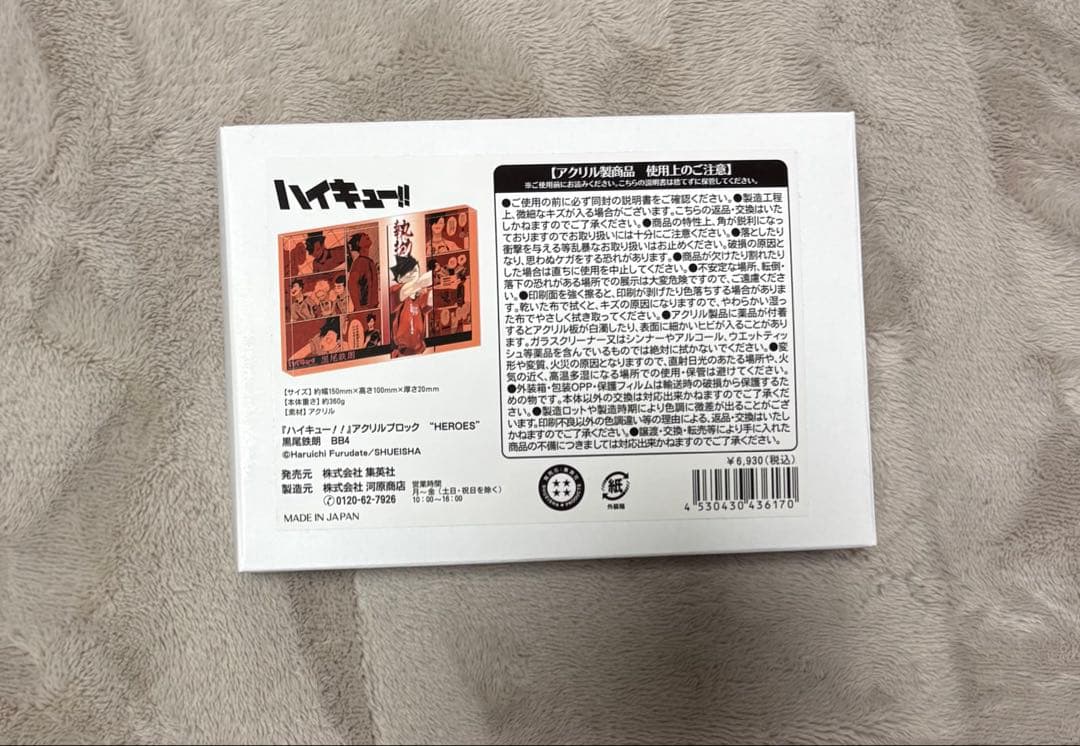 ハイキュー!!
執拗
黒尾鉄朗
【サイズ】約幅150mm×高さ100mm×厚さ20mm
【本体重さ】約360g
【素材】アクリル
『ハイキュー！！』アクリルブロック “HEROES”
黒尾鉄朗 BB4
©Haruichi Furudate/SHUEISHA
発売元 株式会社 集英社
製造元 株式会社 河原商店
0120-62-7926
営業時間
月～金（土日・祝日を除く）
10：00～16：00
MADE IN JAPAN
【アクリル製商品 使用上のご注意】
※ご使用前にお読みください。こちらの説明書は捨てずに保管してください。
●ご使用の前に必ず同封の説明書をご確認ください。●製造工程
上、微細なキズが入る場合がございます。こちらの返品・交換はいた
しかねますのでご了承ください。●商品の特性上、角が鋭利になっ
ておりますのでお取り扱いには十分にご注意ください。●落としたり
衝撃を与える等乱暴なお取り扱いはお止めください。破損の原因と
なり、思わぬケガをする恐れがあります。●商品が欠けたり割れたり
した場合は直ちに使用を中止してください。●不安定な場所、転倒・
落下の恐れがある場所での展示は大変危険ですので、ご遠慮くださ
い。●印刷面を強く擦ると、印刷が剥げたり色落ちする場合がありま
す。乾いた布で拭くと、キズの原因になりますので、やわらかい湿っ
た布でやさしく拭き取ってください。●アクリル製品に薬品が付着
するとアクリル板が白濁したり、表面に細かいヒビが入ることがあり
ます。ガラスクリーナー又はシンナーやアルコール、ウエットティッ
シュ等薬品を含んでいるものでは絶対に拭かないでください。●変
形や変質、火災の原因となりますので、直射日光のあたる場所や、火
気の近く、高温多湿になる場所での使用・保管は避けてください。
●外装箱・包装OPP・保護フィルムは輸送時の破損から保護するた
めの物です。本体以外の交換は対応出来かねますのでご了承くださ
い。●製造ロットや製造時期により色調に微差が出ることがござ
います。印刷不良以外の色調違い等の理由による、返品・交換はいたし
かねますのでご了承ください。●譲渡・交換・転売等により手に入れた
商品の不備につきましては対応出来かねますのでご了承ください。
￥6,930（税込）
紙
外装箱
4 530430 436170